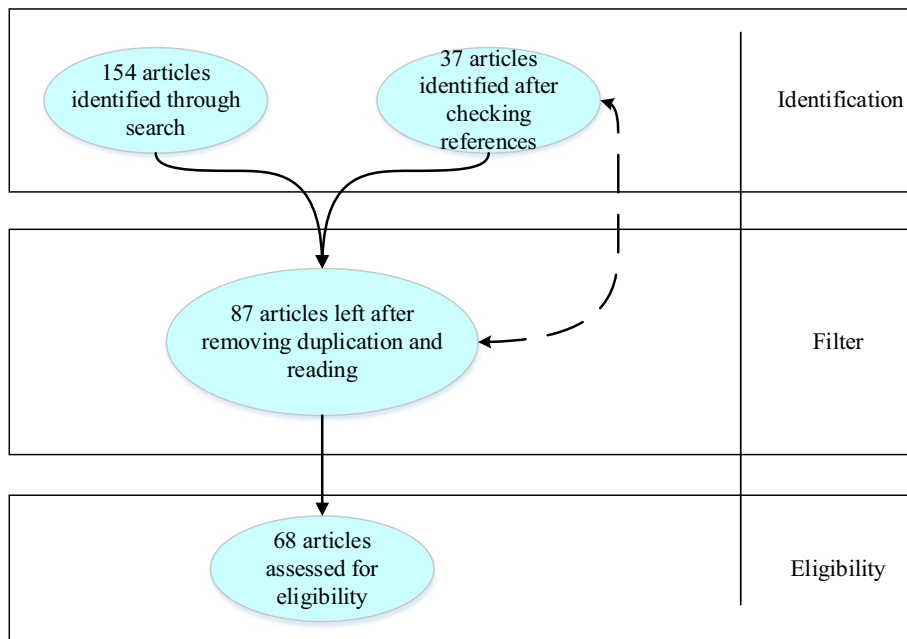 154 articles
identified through
search
37 articles
identified after
checking
references
Identification
87 articles left after
removing duplication and
reading
Filter
68 articles
assessed for
eligibility
Eligibility